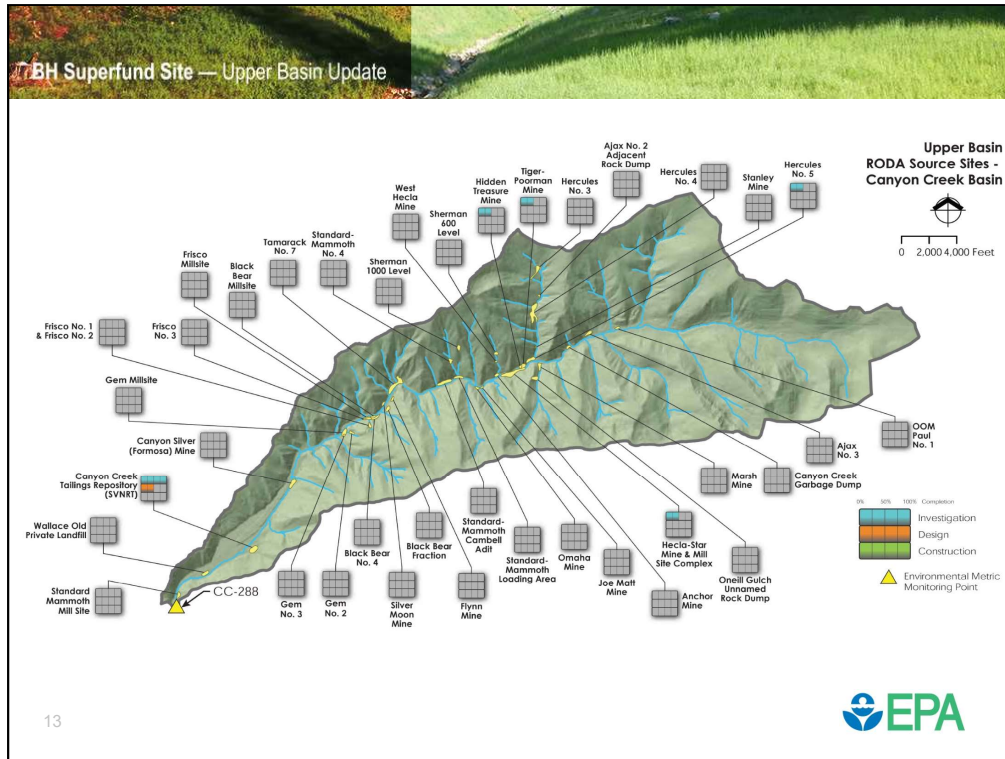 BH Superfund Site — Upper Basin Update
Upper Basin
RODA Source Sites -
Canyon Creek Basin
0 2,000 4,000 Feet
Ajax No. 2
Adjacent
Rock Dump
Hercules
No. 4
Hercules
No. 5
Stanley
Mine
Tiger-
Poorman
Mine
Hercules
No. 3
Hidden
Treasure
Mine
West
Hecla
Mine
Sherman
600
Level
Standard-
Mammoth
No. 4
Sherman
1000 Level
Tamarack
No. 7
Frisco
Millsite
Black
Bear
Millsite
Frisco No. 1
& Frisco No. 2
Frisco
No. 3
Gem Millsite
Canyon Silver
(Formosa) Mine
Canyon Creek
Tailings Repository
(SVNRT)
Wallace Old
Private Landfill
Standard
Mammoth
Mill Site
CC-288
Gem
No. 3
Gem
No. 2
Black Bear
No. 4
Silver
Moon
Mine
Black Bear
Fraction
Flynn
Mine
Standard-
Mammoth
Cambell
Adit
Standard-
Mammoth
Loading Area
Omaha
Mine
Joe Matt
Mine
Anchor
Mine
Hecla-Star
Mine & Mill
Site Complex
Oneill Gulch
Unnamed
Rock Dump
Marsh
Mine
Canyon Creek
Garbage Dump
Ajax
No. 3
OOM
Paul
No. 1
0% 50% 100% Completion
Investigation
Design
Construction
Environmental Metric
Monitoring Point
13
EPA